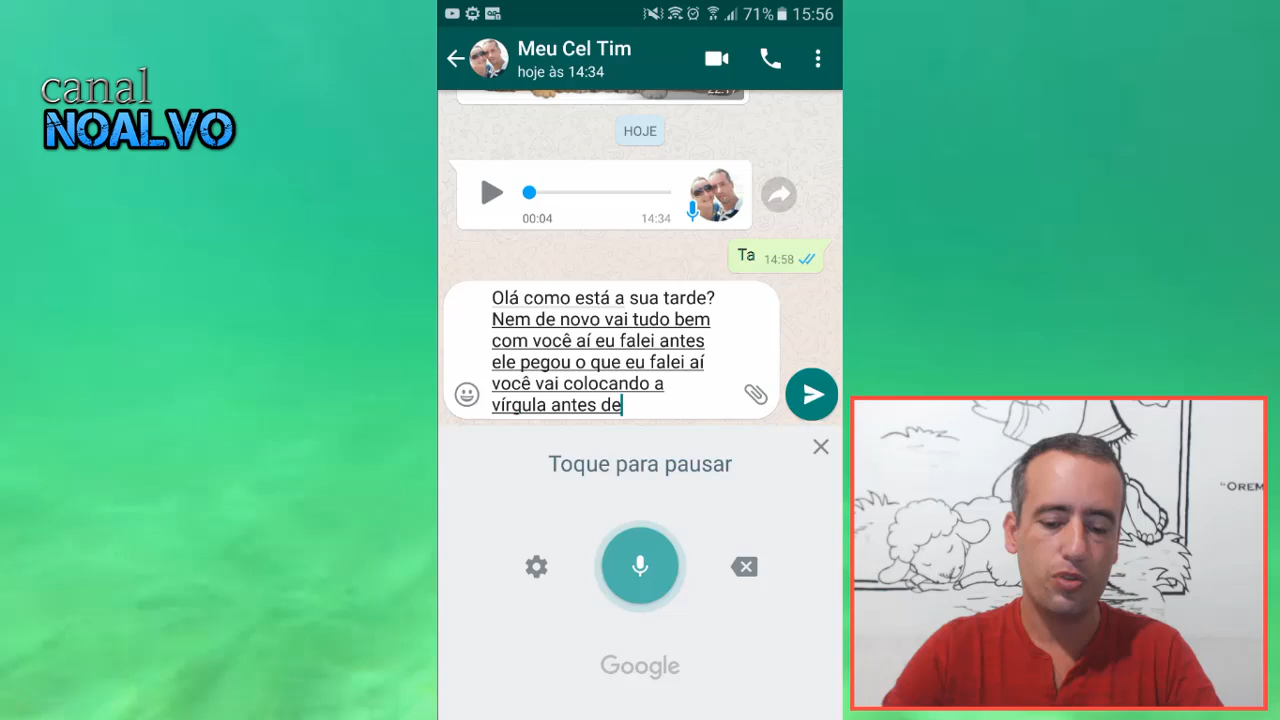 canal
NOALVO
71% 15:56
Meu Cel Tim
hoje às 14:34
22:17
HOJE
00:04
14:34
Ta 14:58
Olá como está a sua tarde?
Nem de novo vai tudo bem
com você aí eu falei antes
ele pegou o que eu falei aí
você vai colocando a
vírgula antes de
Toque para pausar
Google
"OREM